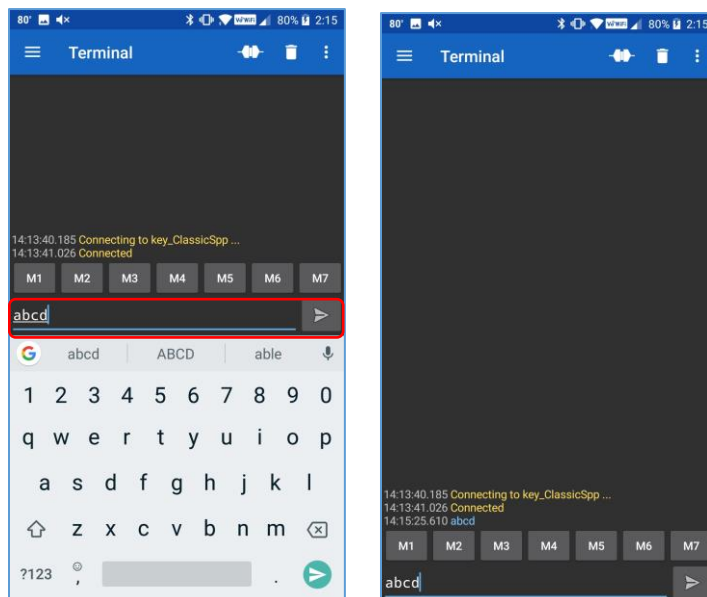 80° 80% 2:15
Terminal
14:13:40.185 Connecting to key_ClassicSpp ...
14:13:41.026 Connected
M1 M2 M3 M4 M5 M6 M7
abcd
G abcd ABCD able
1 2 3 4 5 6 7 8 9 0
q w e r t y u i o p
a s d f g h j k l
z x c v b n m
?123 , .
80° 80% 2:15
Terminal
14:13:40.185 Connecting to key_ClassicSpp ...
14:13:41.026 Connected
14:15:25.610 abcd
M1 M2 M3 M4 M5 M6 M7
abcd